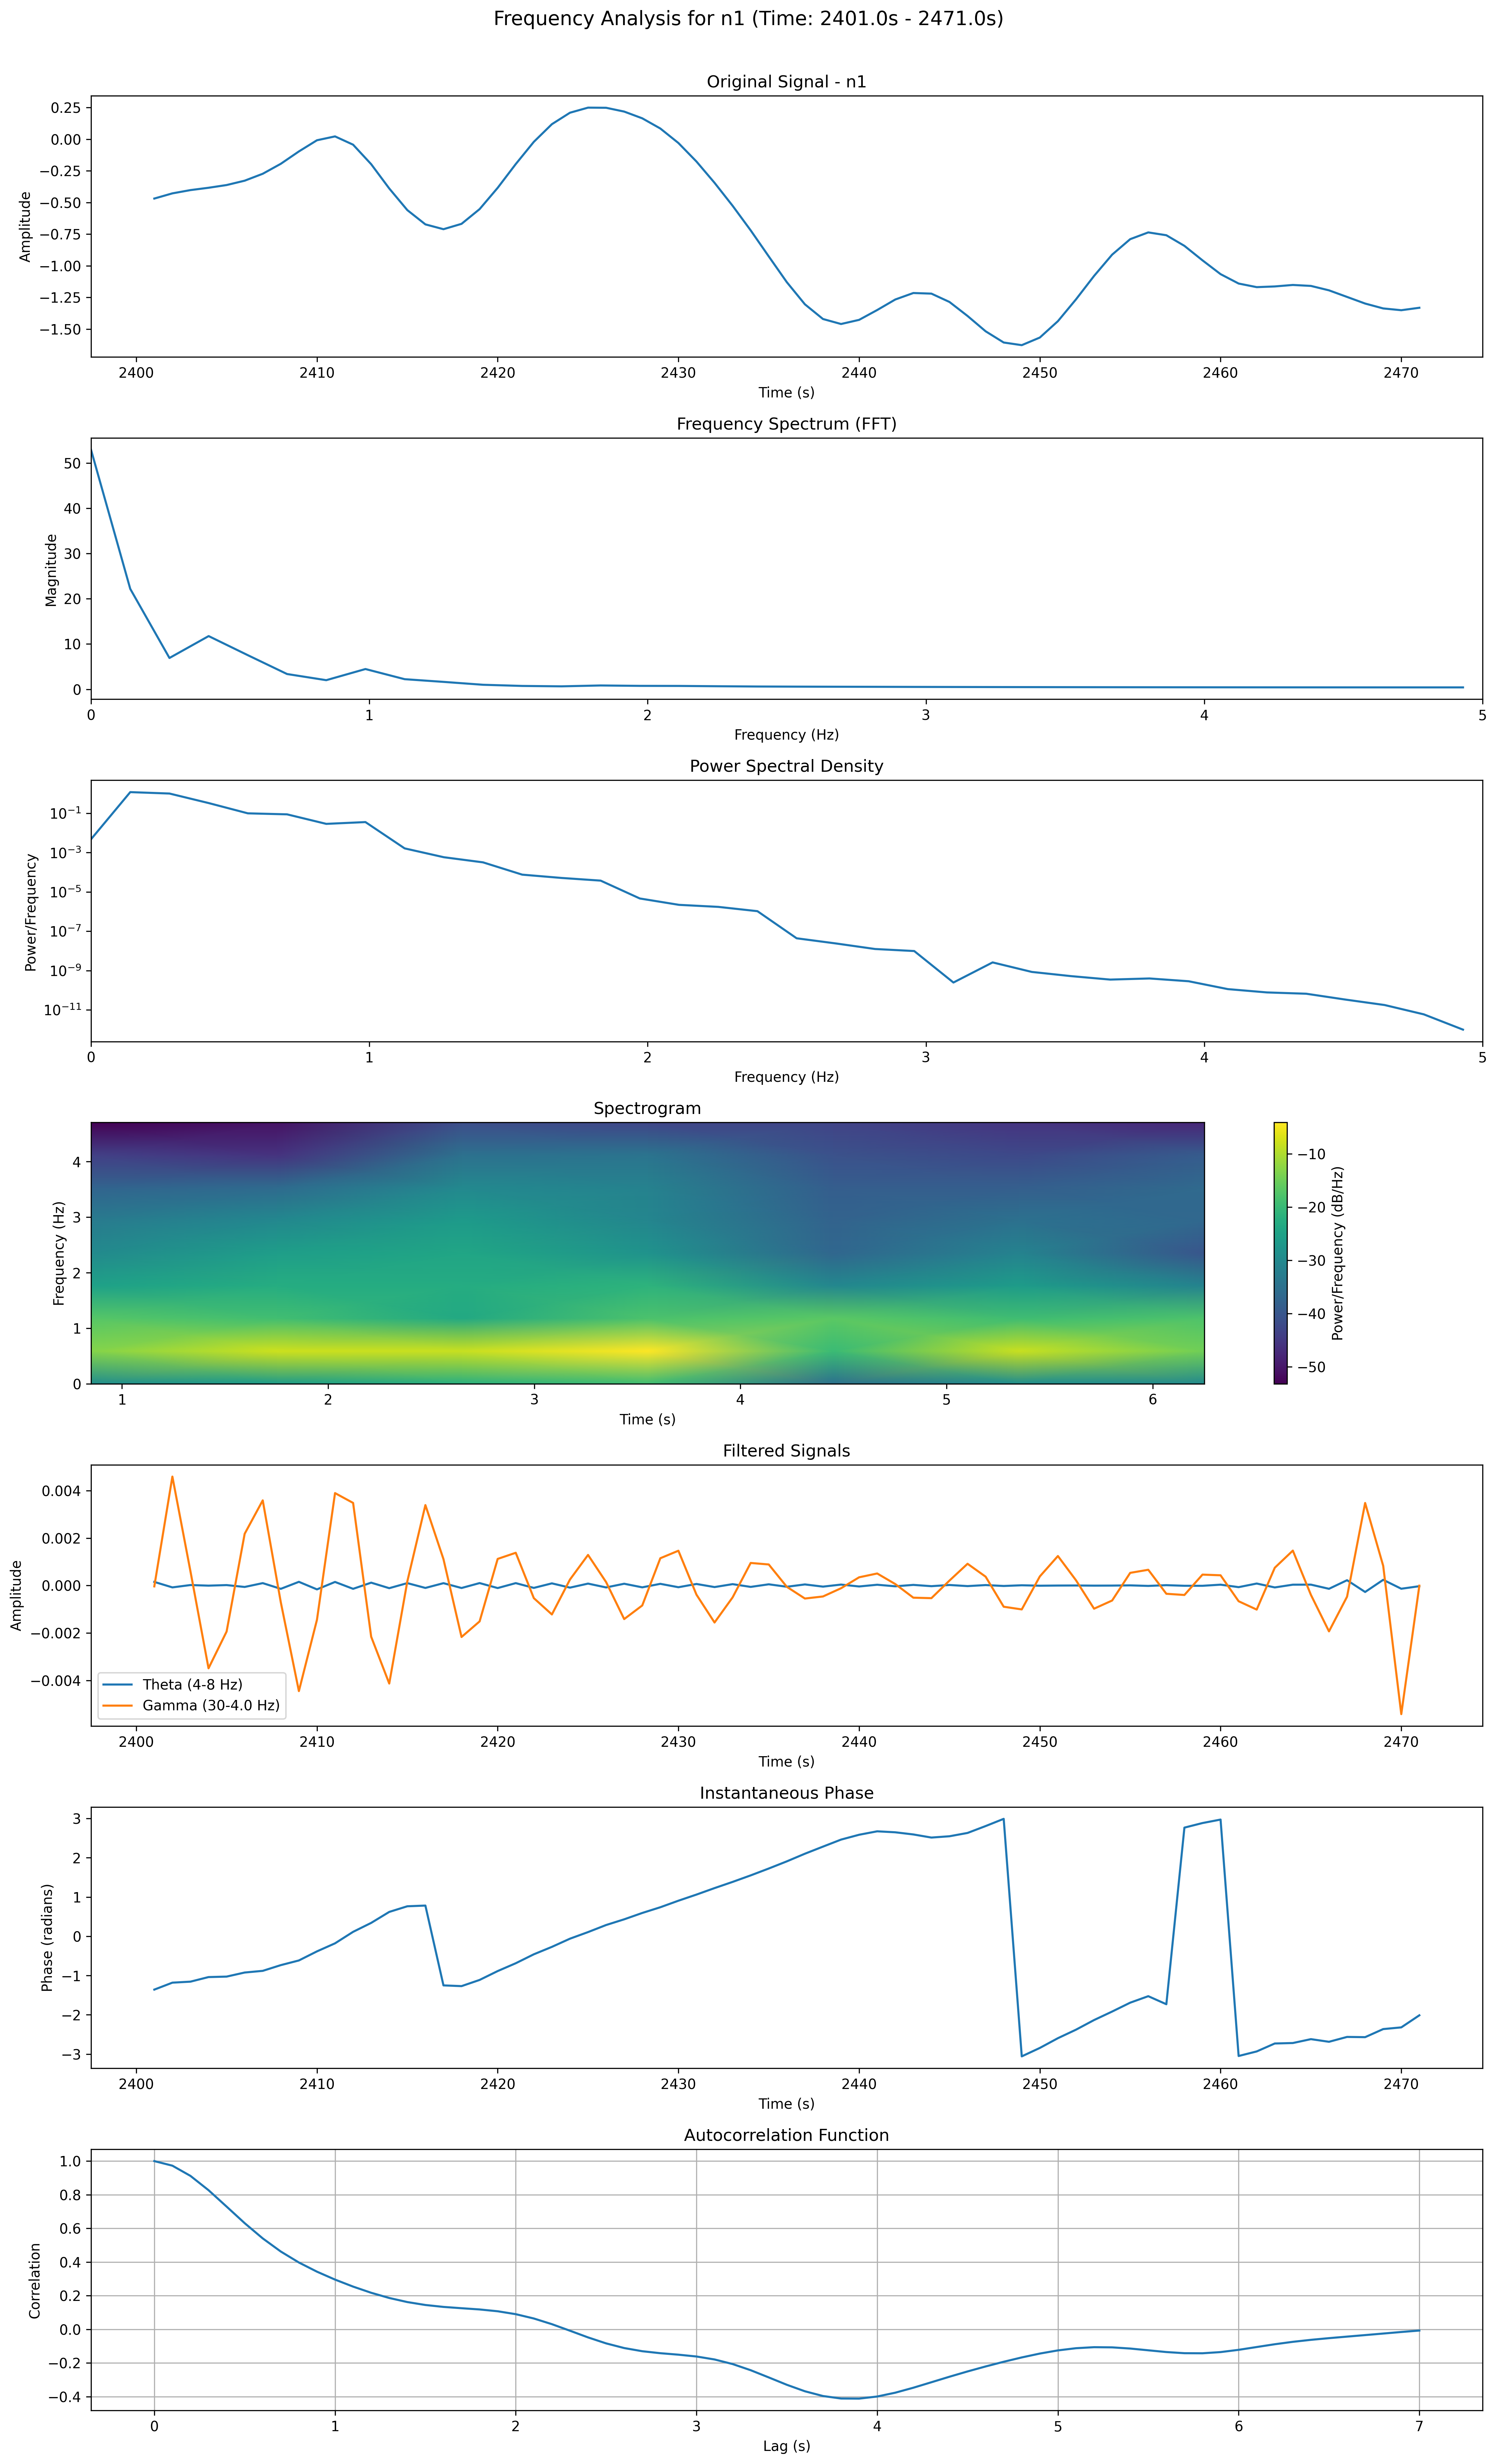 Frequency Analysis for n1 (Time: 2401.0s - 2471.0s)
Original Signal - n1
Amplitude
0.25
0.00
−0.25
−0.50
−0.75
−1.00
−1.25
−1.50
2400 2410 2420 2430 2440 2450 2460 2470
Time (s)
Frequency Spectrum (FFT)
Magnitude
50
40
30
20
10
0
0 1 2 3 4 5
Frequency (Hz)
Power Spectral Density
Power/Frequency
10⁻¹
10⁻³
10⁻⁵
10⁻⁷
10⁻⁹
10⁻¹¹
0 1 2 3 4 5
Frequency (Hz)
Spectrogram
Frequency (Hz)
4
3
2
1
0
1 2 3 4 5 6
Time (s)
−10
−20
−30
−40
−50
Power/Frequency (dB/Hz)
Filtered Signals
Amplitude
0.004
0.002
0.000
−0.002
−0.004
Theta (4-8 Hz)
Gamma (30-4.0 Hz)
2400 2410 2420 2430 2440 2450 2460 2470
Time (s)
Instantaneous Phase
Phase (radians)
3
2
1
0
−1
−2
−3
2400 2410 2420 2430 2440 2450 2460 2470
Time (s)
Autocorrelation Function
Correlation
1.0
0.8
0.6
0.4
0.2
0.0
−0.2
−0.4
0 1 2 3 4 5 6 7
Lag (s)